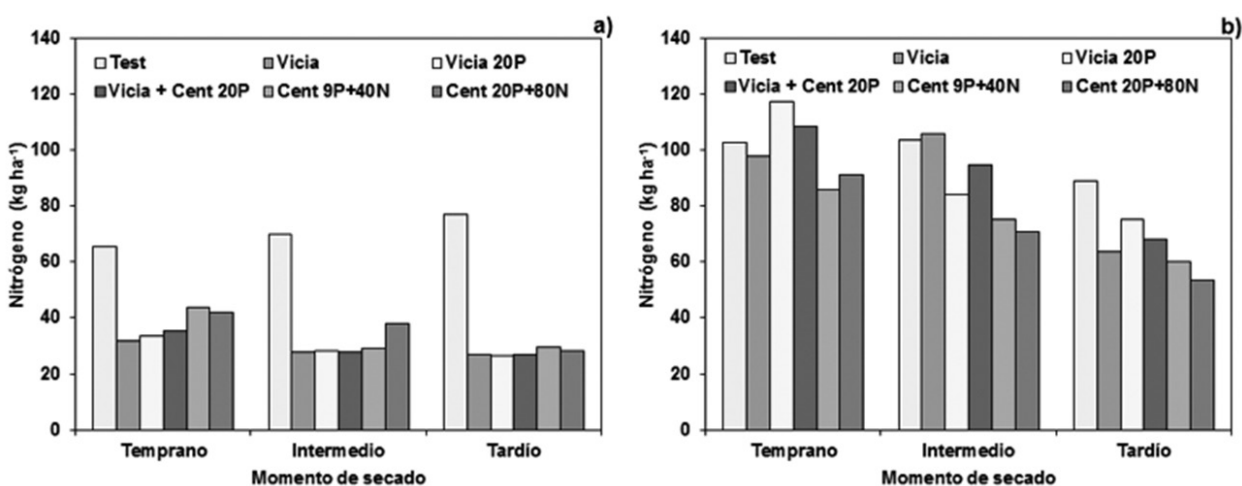 a)
140
120
100
80
60
40
20
0
Nitrógeno (kg ha-1)
Test Vicia Vicia 20P
Vicia + Cent 20P Cent 9P+40N Cent 20P+80N
Temprano Intermedio Tardío
Momento de secado
b)
140
120
100
80
60
40
20
0
Nitrógeno (kg ha-1)
Test Vicia Vicia 20P
Vicia + Cent 20P Cent 9P+40N Cent 20P+80N
Temprano Intermedio Tardío
Momento de secado